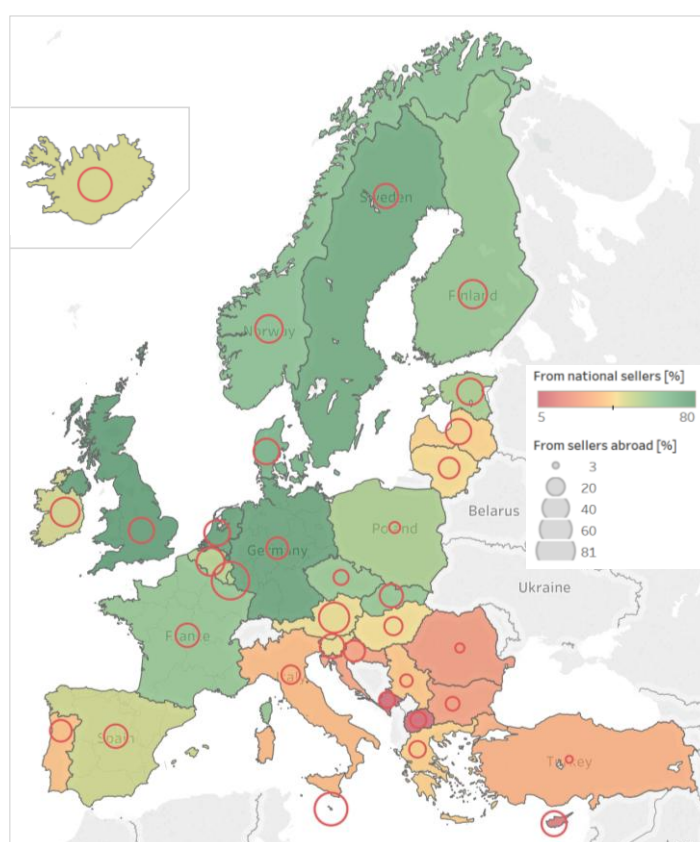 Sweden
Finland
Norway
From national sellers [%]
5 80
From sellers abroad [%]
3
20
40
60
81
Belarus
Poland
Germany
Ukraine
France
Italy
Spain
Turkey